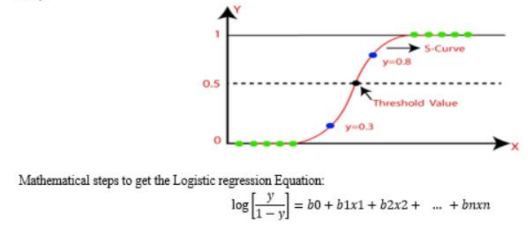 Y
1
S-Curve
y=0.8
0.5
Threshold Value
y=0.3
0
X
Mathematical steps to get the Logistic regression Equation:
log[y/1 − y] = b0 + b1x1 + b2x2 + … + bnxn